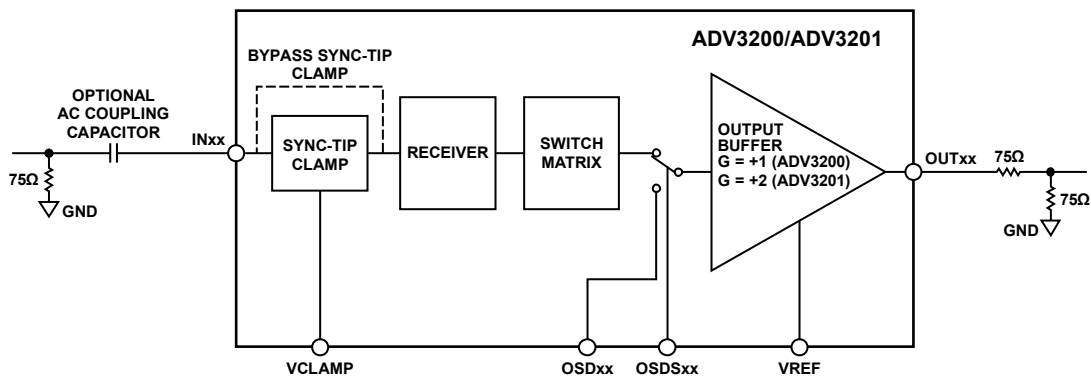 ADV3200/ADV3201
BYPASS SYNC-TIP
CLAMP
OPTIONAL
AC COUPLING
CAPACITOR
INxx
75Ω
GND
SYNC-TIP
CLAMP
RECEIVER
SWITCH
MATRIX
OUTPUT
BUFFER
G = +1 (ADV3200)
G = +2 (ADV3201)
OUTxx
75Ω
75Ω
GND
VCLAMP
OSDxx
OSDSxx
VREF